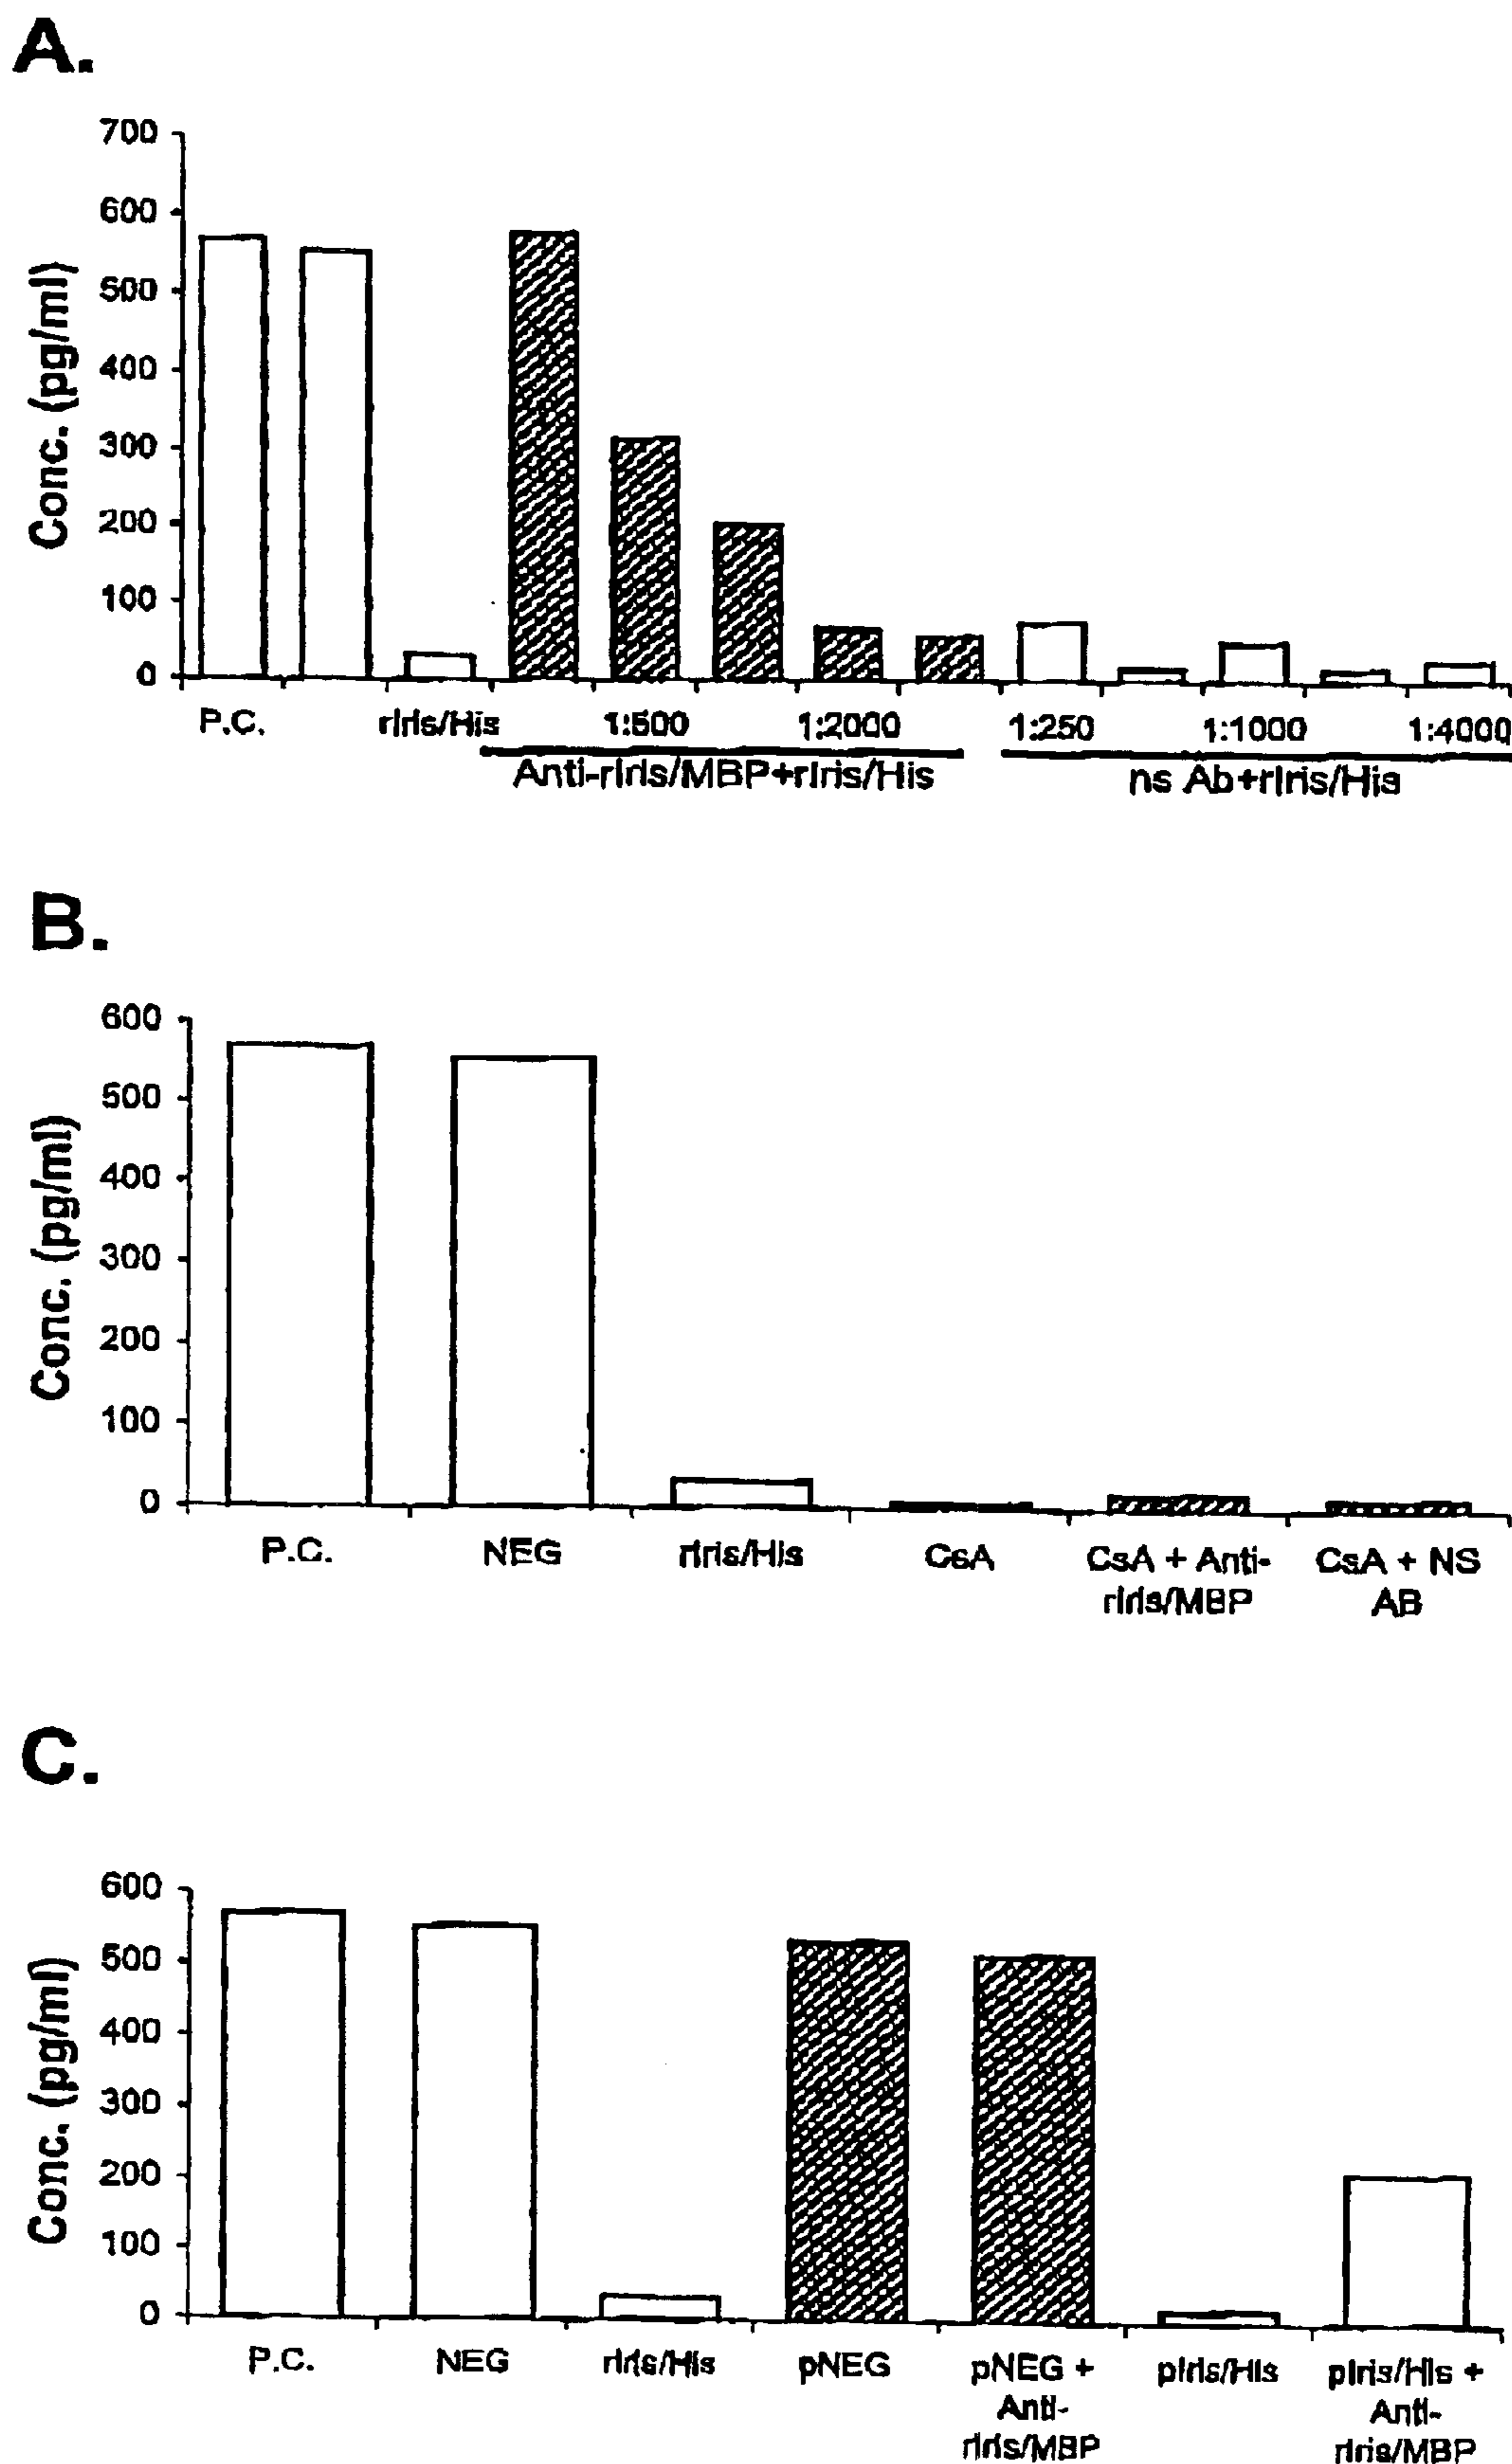 A.
700
600
500
400
300
200
100
0
Conc. (pg/ml)
P.C. rIris/His 1:500 1:2000 1:250 1:1000 1:4000
Anti-rIris/MBP+rIris/His ns Ab+rIris/His
B.
600
500
400
300
200
100
0
Conc. (pg/ml)
P.C. NEG rIris/His CsA CsA + Anti- CsA + NS
rIris/MBP AB
C.
600
500
400
300
200
100
0
Conc. (pg/ml)
P.C. NEG rIris/His pNEG pNEG + pIris/His pIris/His +
Anti- Anti-
rIris/MBP rIris/MBP